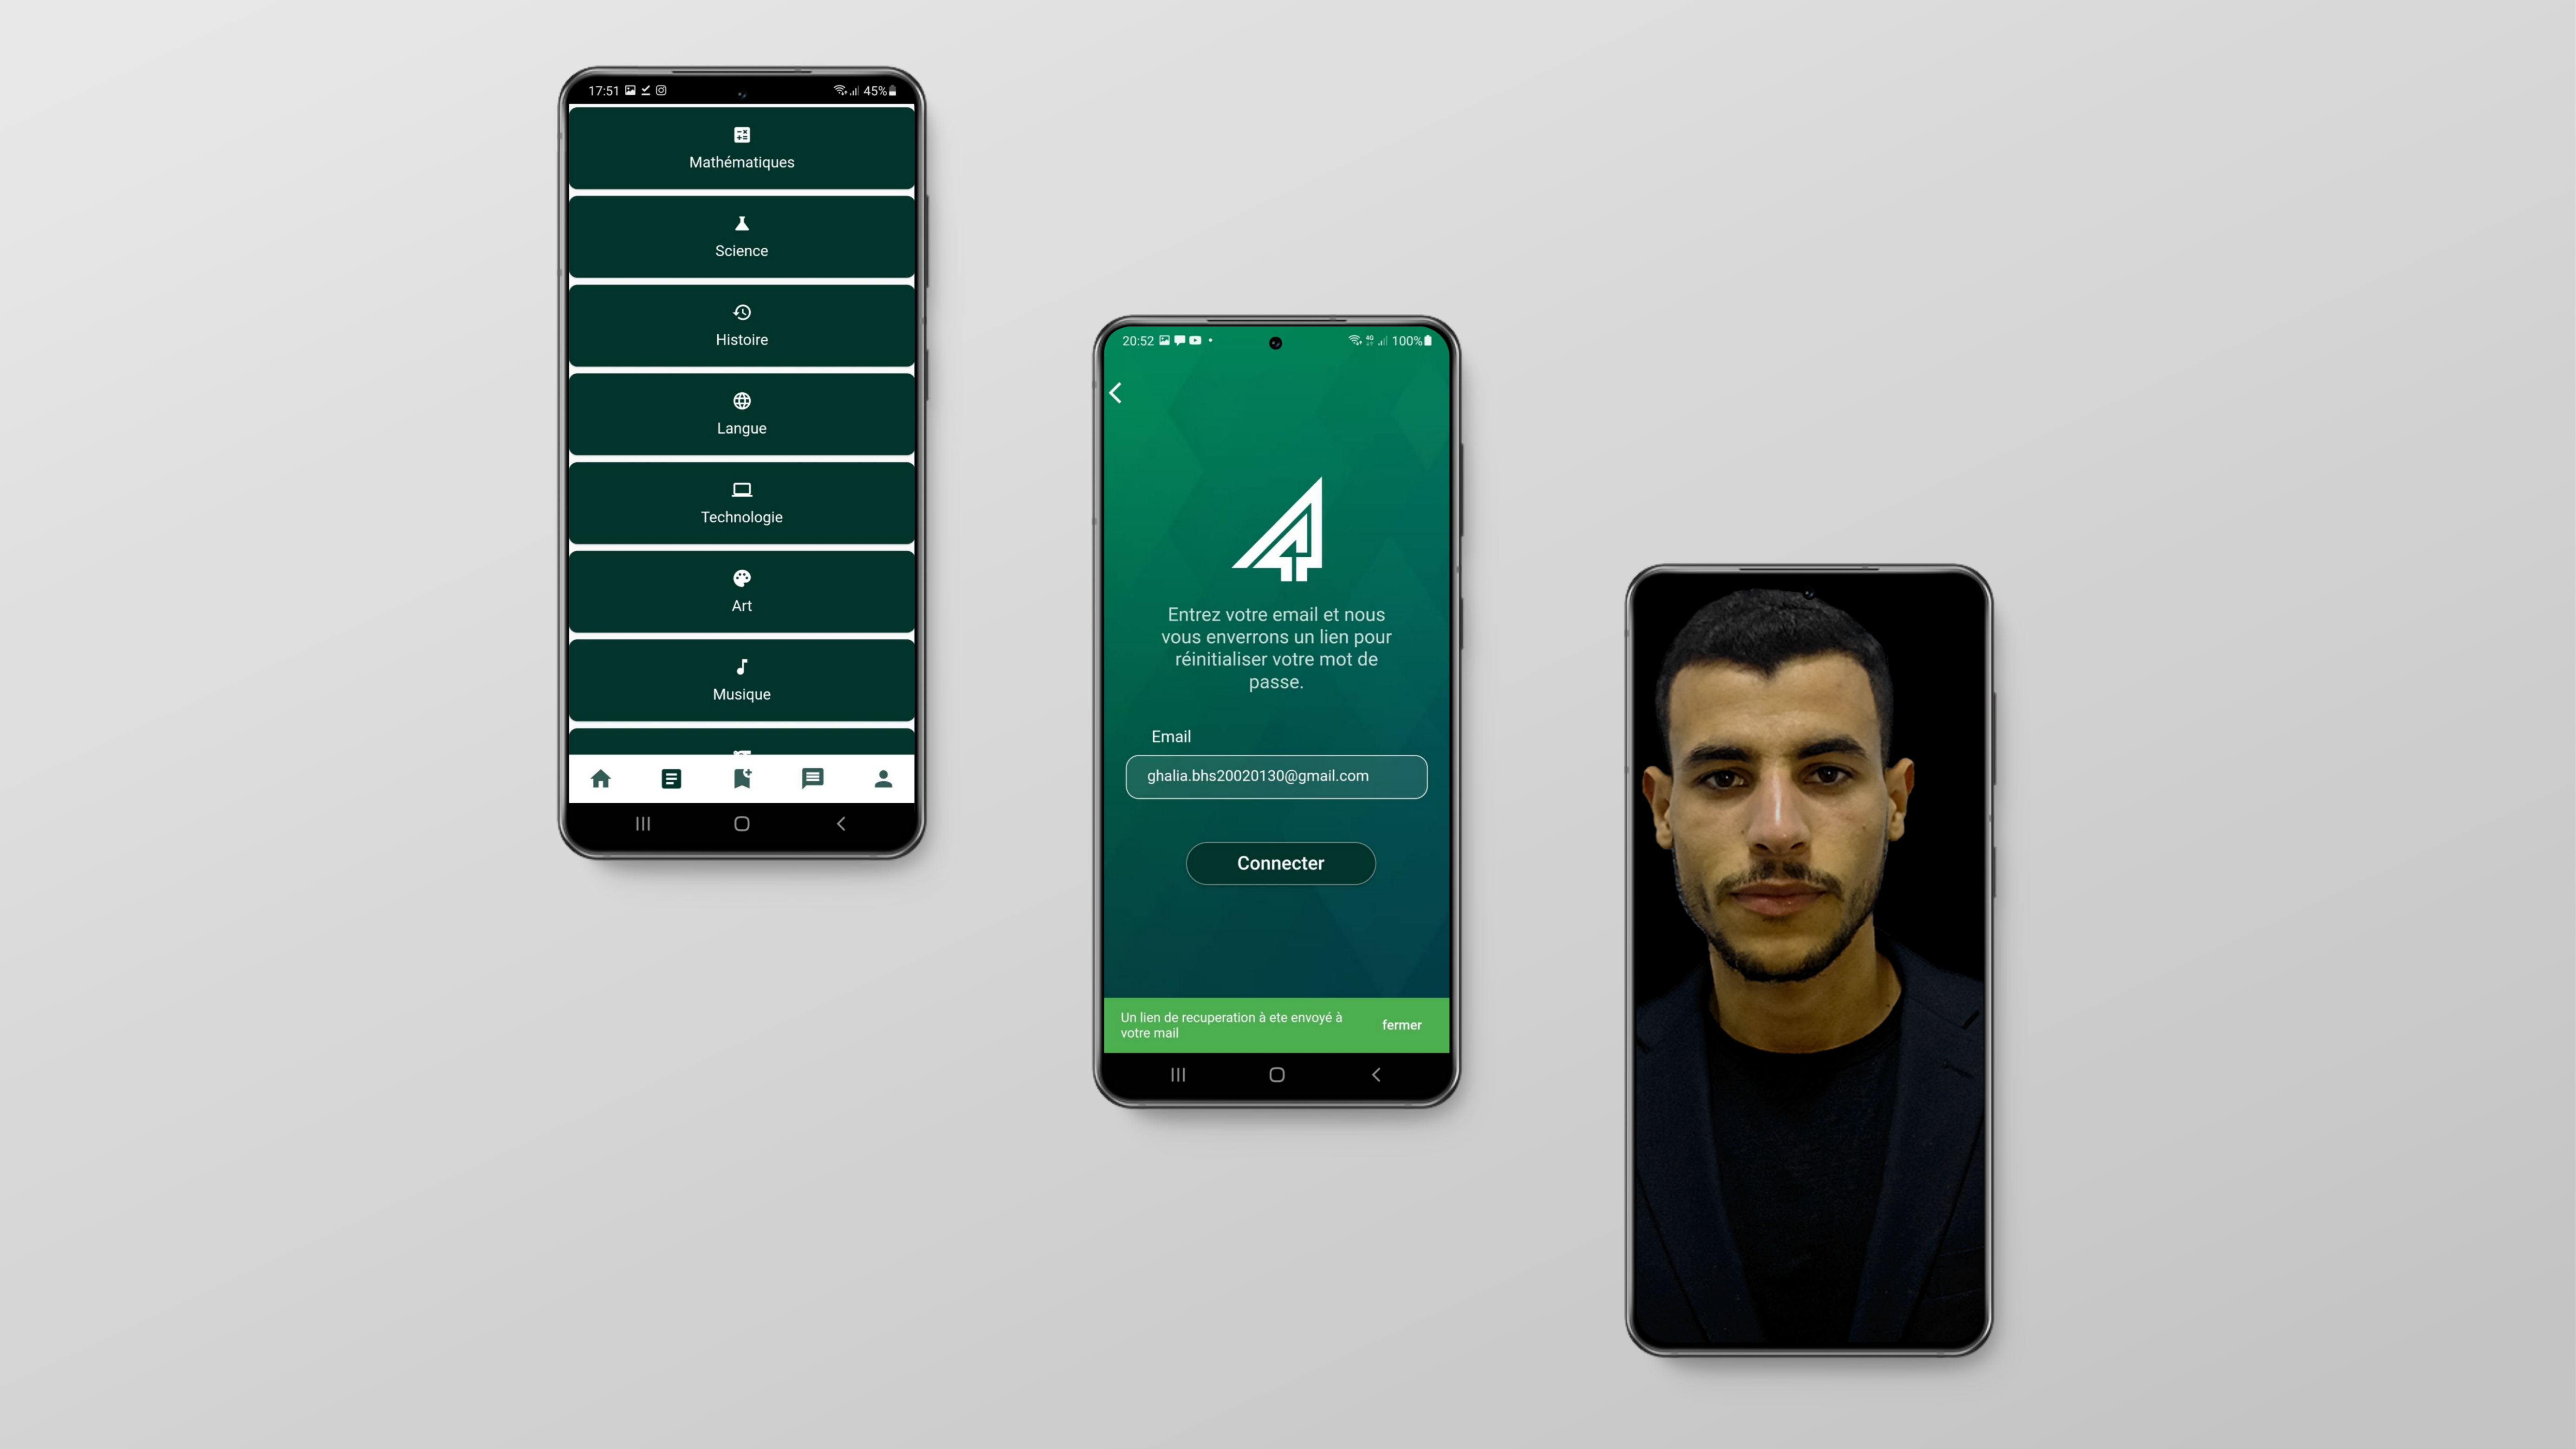 17:51
45%
Mathématiques
Science
Histoire
Langue
Technologie
Art
Musique
20:52
4G
100%
Entrez votre email et nous
vous enverrons un lien pour
réinitialiser votre mot de
passe.
Email
ghalia.bhs20020130@gmail.com
Connecter
Un lien de recuperation à ete envoyé à
votre mail
fermer